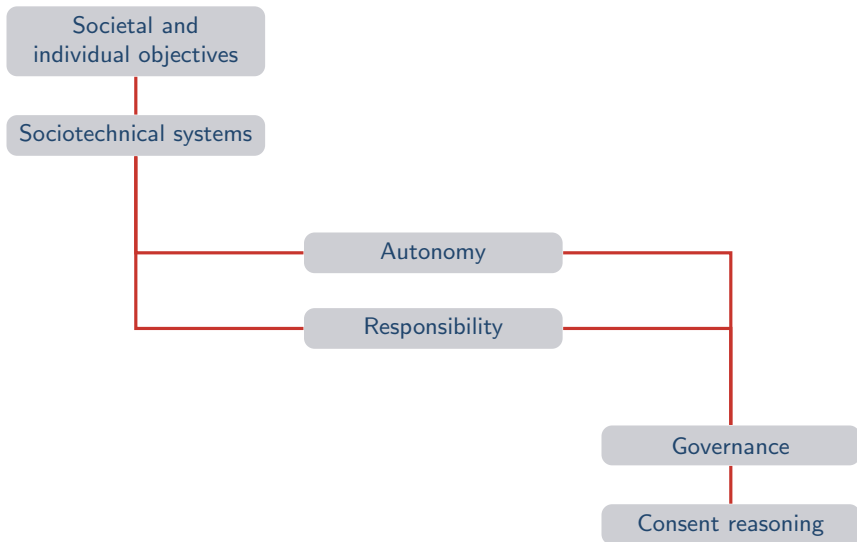 Societal and
individual objectives
Sociotechnical systems
Autonomy
Responsibility
Governance
Consent reasoning